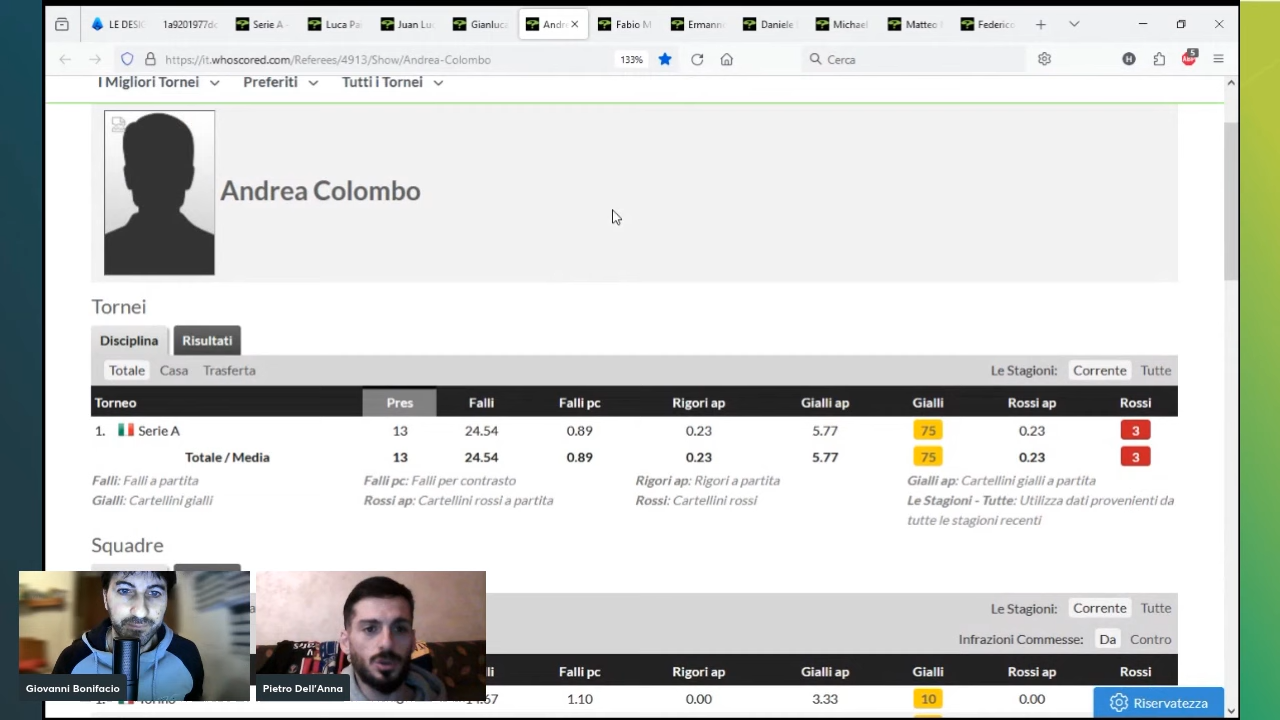 LE DESI
1a9201977dc
Serie A -
Luca Pa
Juan Lu
Gianluca
Andre
Fabio M
Ermanno
Daniele
Michael
Matteo
Federico
https://it.whoscored.com/Referees/4913/Show/Andrea-Colombo
133%
Cerca
I Migliori Tornei
Preferiti
Tutti i Tornei
Andrea Colombo
Tornei
Disciplina Risultati
Totale Casa Trasferta Le Stagioni: Corrente Tutte
Torneo Pres Falli Falli pc Rigori ap Gialli ap Gialli Rossi ap Rossi
1. Serie A 13 24.54 0.89 0.23 5.77 75 0.23 3
Totale / Media 13 24.54 0.89 0.23 5.77 75 0.23 3
Falli: Falli a partita Falli pc: Falli per contrasto Rigori ap: Rigori a partita Gialli ap: Cartellini gialli a partita
Gialli: Cartellini gialli Rossi ap: Cartellini rossi a partita Rossi: Cartellini rossi Le Stagioni - Tutte: Utilizza dati provenienti da
tutte le stagioni recenti
Squadre
Le Stagioni: Corrente Tutte
Infrazioni Commesse: Da Contro
Falli pc Rigori ap Gialli ap Gialli Rossi ap Rossi
1. Torino 1.10 0.00 3.33 10 0.00
Riservatezza
Giovanni Bonifacio
Pietro Dell'Anna